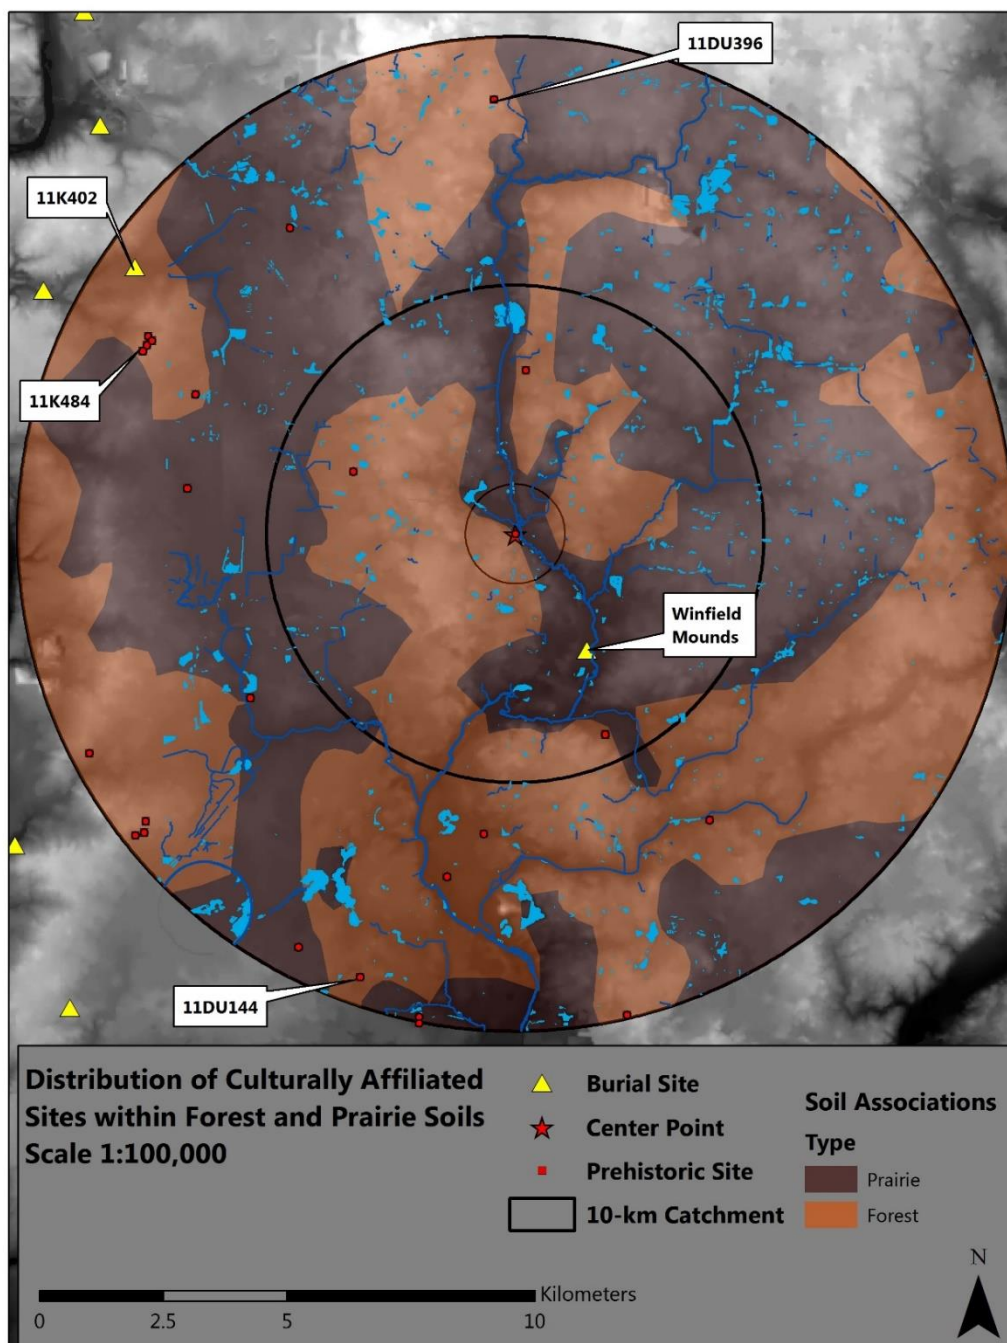 11DU396
11K402
11K484
Winfield
Mounds
11DU144
Distribution of Culturally Affiliated
Sites within Forest and Prairie Soils
Scale 1:100,000
Burial Site
Center Point
Prehistoric Site
10-km Catchment
Soil Associations
Type
Prairie
Forest
N
Kilometers
0 2.5 5 10